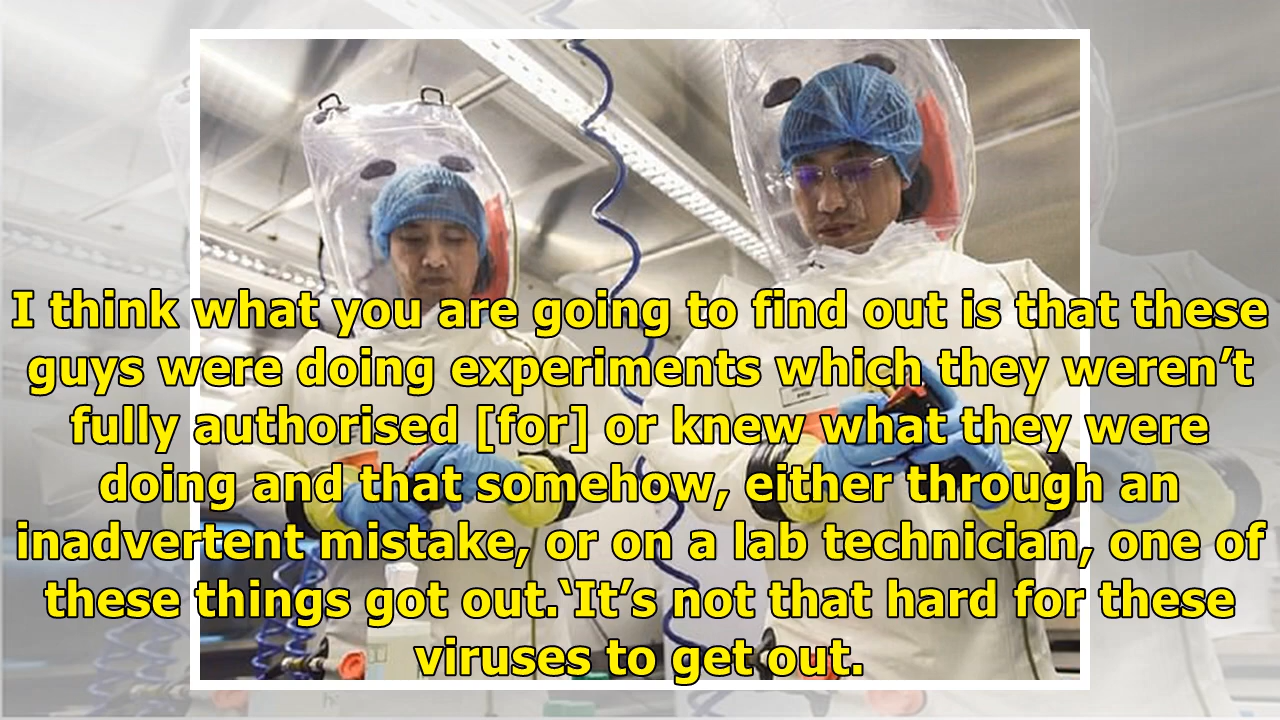 I think what you are going to find out is that these
guys were doing experiments which they weren’t
fully authorised [for] or knew what they were
doing and that somehow, either through an
inadvertent mistake, or on a lab technician, one of
these things got out.‘It’s not that hard for these
viruses to get out.